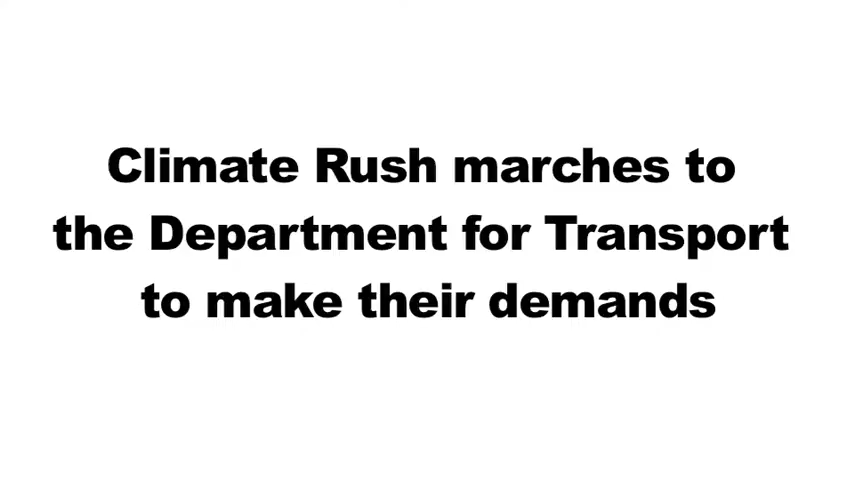 Climate Rush marches to
the Department for Transport
to make their demands